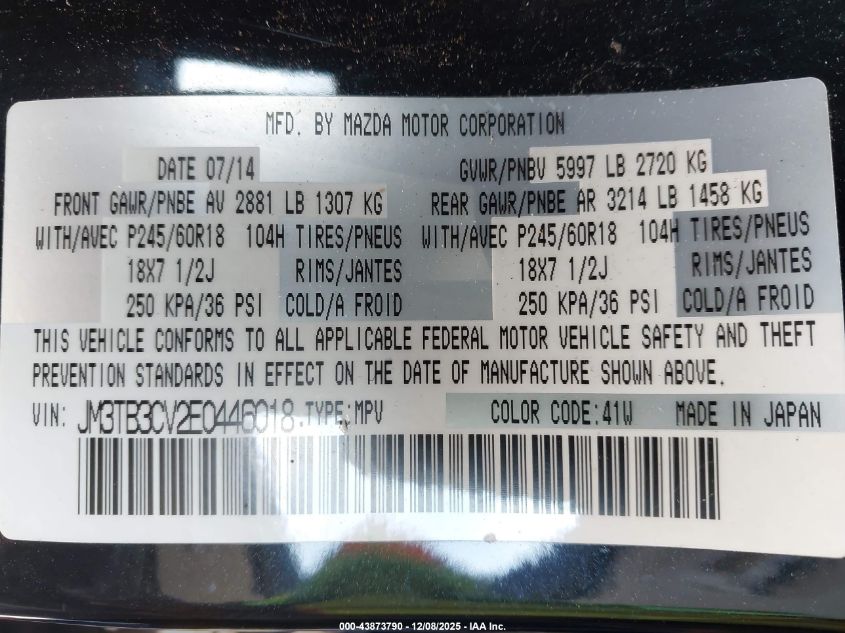 MFD. BY MAZDA MOTOR CORPORATION
DATE 07/14 GVWR/PNBV 5997 LB 2720 KG
FRONT GAWR/PNBE AV 2881 LB 1307 KG REAR GAWR/PNBE AR 3214 LB 1458 KG
WITH/AVEC P245/60R18 104H TIRES/PNEUS WITH/AVEC P245/60R18 104H TIRES/PNEUS
18X7 1/2J RIMS/JANTES 18X7 1/2J RIMS/JANTES
250 KPA/36 PSI COLD/A FROID 250 KPA/36 PSI COLD/A FROID
THIS VEHICLE CONFORMS TO ALL APPLICABLE FEDERAL MOTOR VEHICLE SAFETY AND THEFT
PREVENTION STANDARDS IN EFFECT ON THE DATE OF MANUFACTURE SHOWN ABOVE.
VIN: JM3TB3CV2E0446018. TYPE:MPV COLOR CODE:41W MADE IN JAPAN
000-43873790 - 12/08/2025 - IAA Inc.